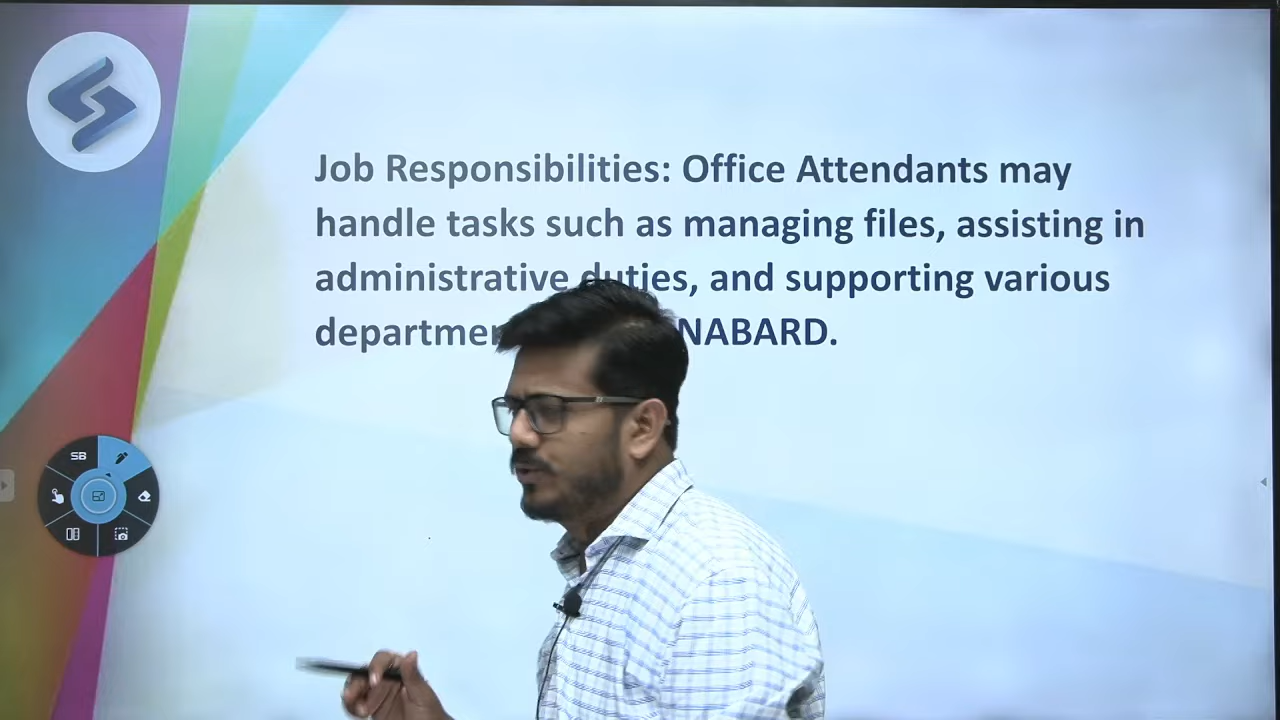 Job Responsibilities: Office Attendants may
handle tasks such as managing files, assisting in
administrative duties, and supporting various
NABARD.
SB